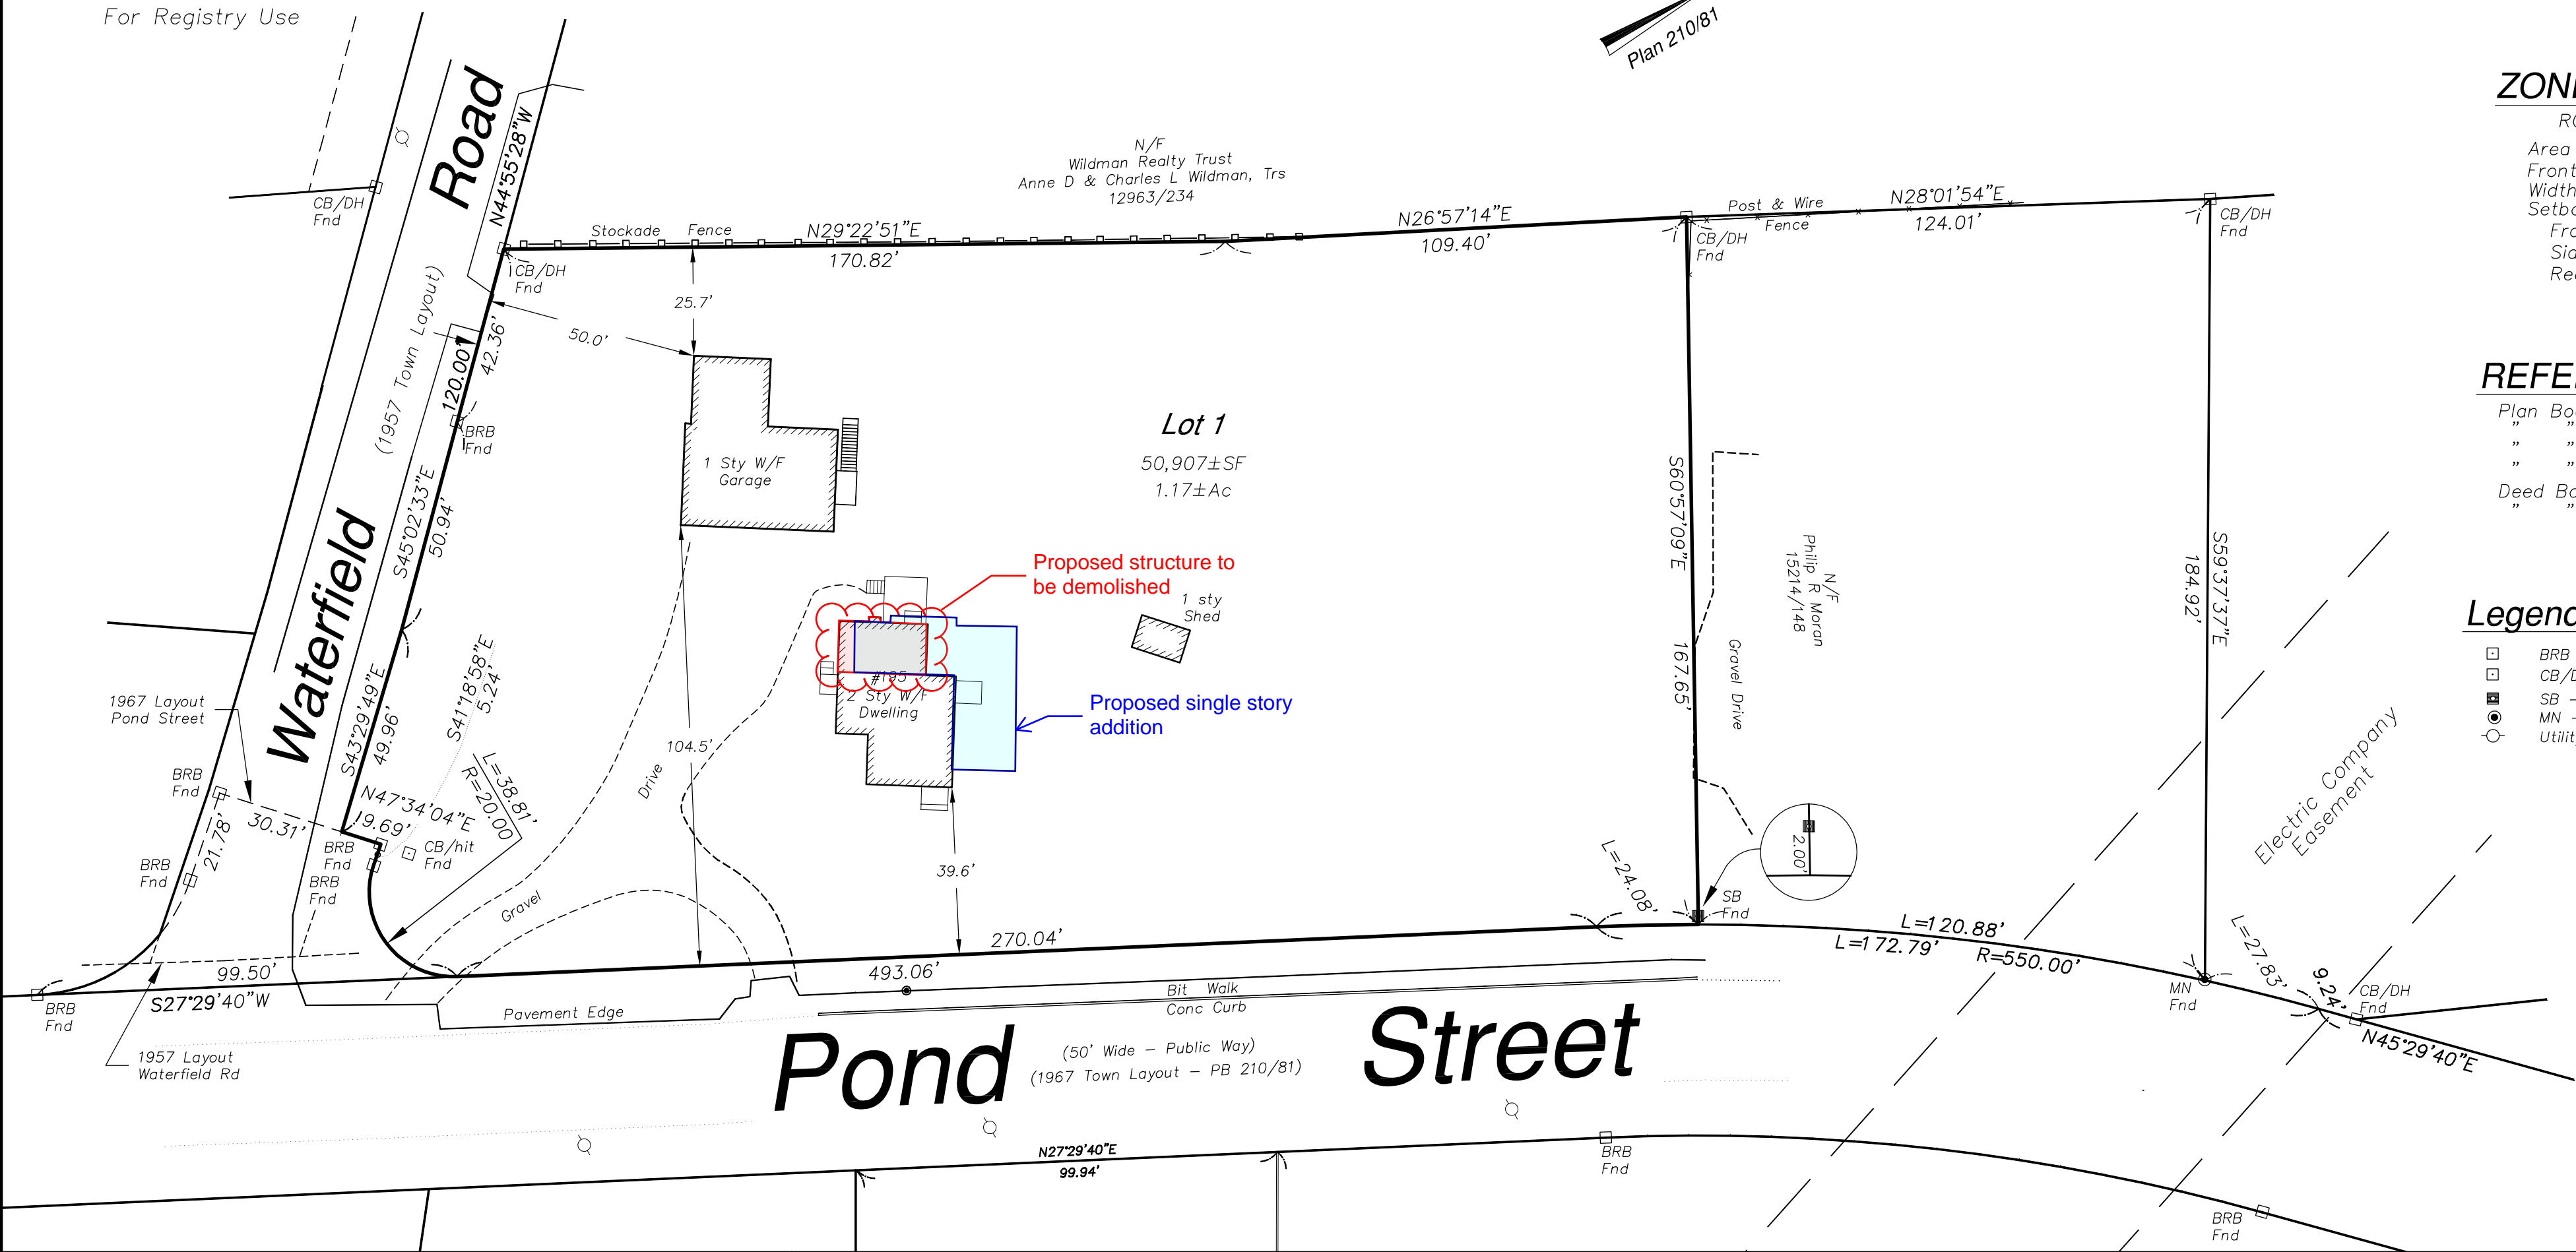 For Registry Use
Plan 210/81
Road
Waterfield
(1957 Town Layout)
N44°55'28"W
120.00'
42.36'
CB/DH
Fnd
CB/DH
Fnd
Stockade Fence
N29°22'51"E
170.82'
N/F
Wildman Realty Trust
Anne D & Charles L Wildman, Trs
12963/234
N26°57'14"E
109.40'
CB/DH
Fnd
Post & Wire
Fence
N28°01'54"E
124.01'
CB/DH
Fnd
25.7'
50.0'
BRB
Fnd
S45°02'33"E
50.94'
1 Sty W/F
Garage
Lot 1
50,907±SF
1.17±Ac
Proposed structure to
be demolished
1 sty
Shed
#195
2 Sty W/F
Dwelling
Proposed single story
addition
S60°57'09"E
167.65'
Gravel Drive
N/F
Philip R Moran
15214/148
S59°37'37"E
184.92'
Electric Company
Easement
1967 Layout
Pond Street
S43°29'49"E
49.96'
S41°18'58"E
5.24'
L=38.81'
R=20.00
N47°34'04"E
9.69'
BRB
Fnd
30.31'
21.78'
BRB
Fnd
BRB
Fnd
BRB
Fnd
CB/hit
Fnd
Drive
104.5'
Gravel
39.6'
L=24.08'
SB
Fnd
2.00'
L=120.88'
L=172.79'
R=550.00'
L=27.83'
9.24'
MN
Fnd
CB/DH
Fnd
N45°29'40"E
270.04'
493.06'
99.50'
S27°29'40"W
BRB
Fnd
1957 Layout
Waterfield Rd
Pavement Edge
Bit Walk
Conc Curb
Pond Street
(50' Wide – Public Way)
(1967 Town Layout – PB 210/81)
N27°29'40"E
99.94'
BRB
Fnd
BRB
Fnd
Area
Width
Plan
" "
" "
" "
Deed
" "
BRB
SB –
MN –